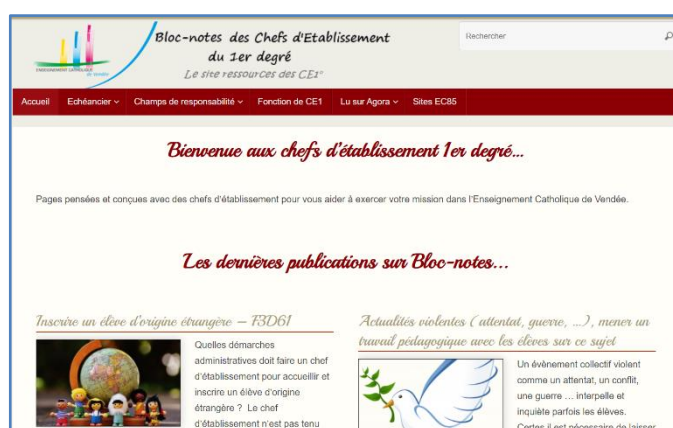 Bloc-notes des Chefs d'Etablissement
du 1er degré
Le site ressources des CE1°
Rechercher
ENSEIGNEMENT CATHOLIQUE
de Vendée
Accueil Echéancier Champs de responsabilité Fonction de CE1 Lu sur Agora Sites EC85
Bienvenue aux chefs d'établissement 1er degré...
Pages pensées et conçues avec des chefs d'établissement pour vous aider à exercer votre mission dans l'Enseignement Catholique de Vendée.
Les dernières publications sur Bloc-notes...
Inscrire un élève d'origine étrangère – F3D61
Quelles démarches
administratives doit faire un chef
d'établissement pour accueillir et
inscrire un élève d'origine
étrangère ? Le chef
d'établissement n'est pas tenu
Actualités violentes ( attentat, guerre, ...), mener un
travail pédagogique avec les élèves sur ce sujet
Un évènement collectif violent
comme un attentat, un conflit,
une guerre ... interpelle et
inquiète parfois les élèves.
Certes il est nécessaire de laisser